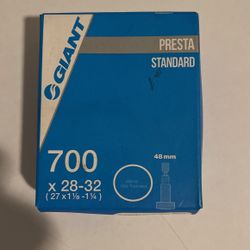 GIANT
PRESTA
STANDARD
700
x 28-32
(27 x 1⅛ -1¼)
48mm